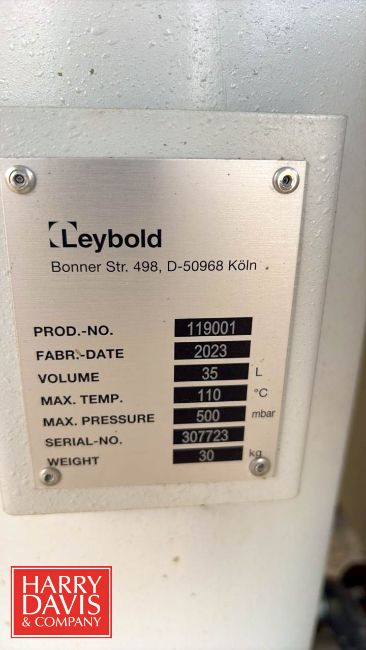 Leybold
Bonner Str. 498, D-50968 Köln
PROD.-NO. 119001
FABR.-DATE 2023
VOLUME 35 L
MAX. TEMP. 110 °C
MAX. PRESSURE 500 mbar
SERIAL-NO. 307723
WEIGHT 30 kg
HARRY
DAVIS
& COMPANY